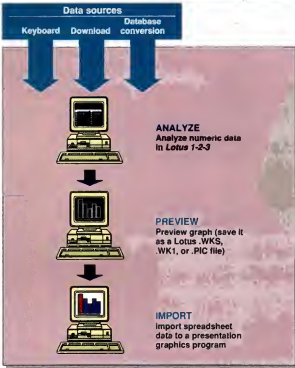 Data sources
Keyboard Download Database conversion
ANALYZE
Analyze numeric data
in Lotus 1-2-3
PREVIEW
Preview graph (save it
as a Lotus .WKS,
.WK1, or .PIC file)
IMPORT
Import spreadsheet
data to a presentation
graphics program